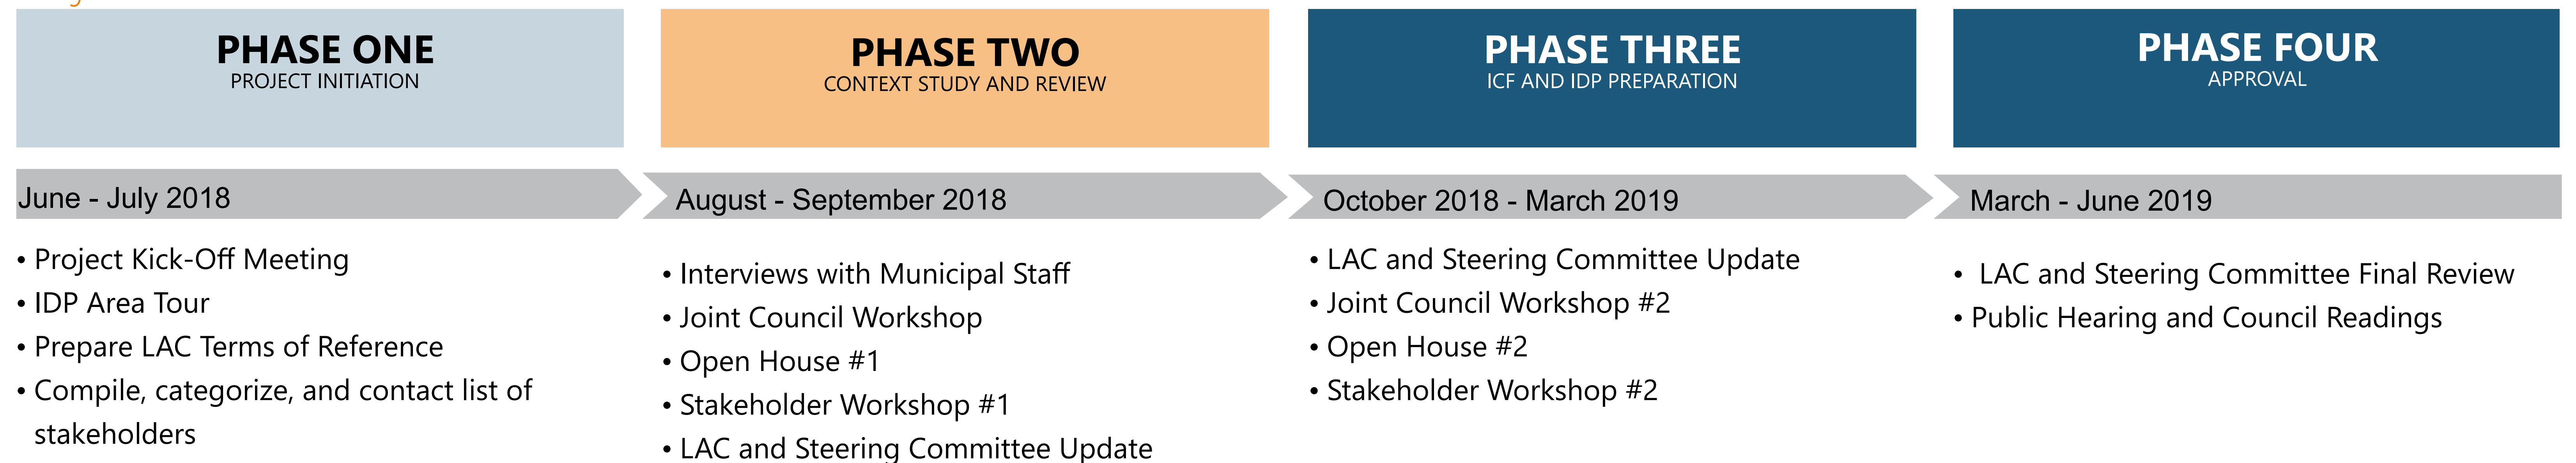 PHASE ONE
PROJECT INITIATION
June - July 2018
• Project Kick-Off Meeting
• IDP Area Tour
• Prepare LAC Terms of Reference
• Compile, categorize, and contact list of
stakeholders
PHASE TWO
CONTEXT STUDY AND REVIEW
August - September 2018
• Interviews with Municipal Staff
• Joint Council Workshop
• Open House #1
• Stakeholder Workshop #1
• LAC and Steering Committee Update
PHASE THREE
ICF AND IDP PREPARATION
October 2018 - March 2019
• LAC and Steering Committee Update
• Joint Council Workshop #2
• Open House #2
• Stakeholder Workshop #2
PHASE FOUR
APPROVAL
March - June 2019
• LAC and Steering Committee Final Review
• Public Hearing and Council Readings